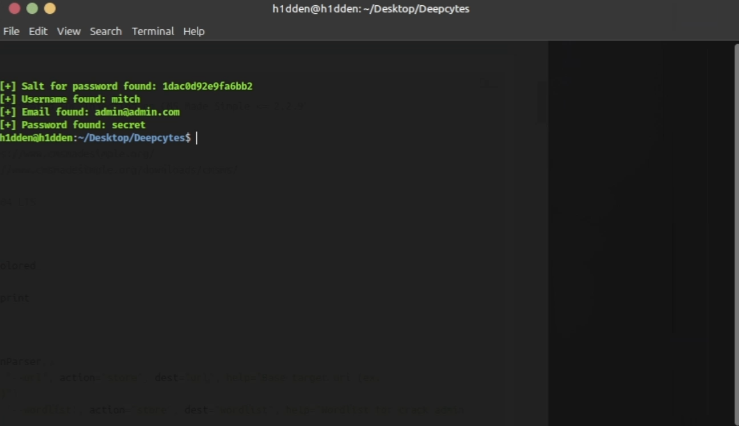 h1dden@h1dden: ~/Desktop/Deepcytes
File Edit View Search Terminal Help
[+] Salt for password found: 1dac0d92e9fa6bb2
[+] Username found: mitch
[+] Email found: admin@admin.com
[+] Password found: secret
h1dden@h1dden:~/Desktop/Deepcytes$